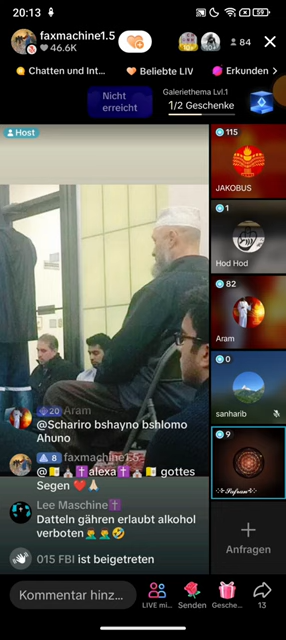 20:13
59
faxmachine1.5
46.6K
84
Chatten und Int...
Beliebte LIV
Erkunden
Nicht
erreicht
Galeriethema Lvl.1
1/2 Geschenke
Host
115
JAKOBUS
1
Hod Hod
82
Aram
0
sanharib
9
Safran
Anfragen
20 Aram
@Schariro bshayno bshlomo
Ahuno
8 faxmachine1.5
@alexa gottes
Segen
Lee Maschine
Datteln gähren erlaubt alkohol
verboten
015 FBI ist beigetreten
Kommentar hinz...
LIVE mi...
Senden
Gesche...
13